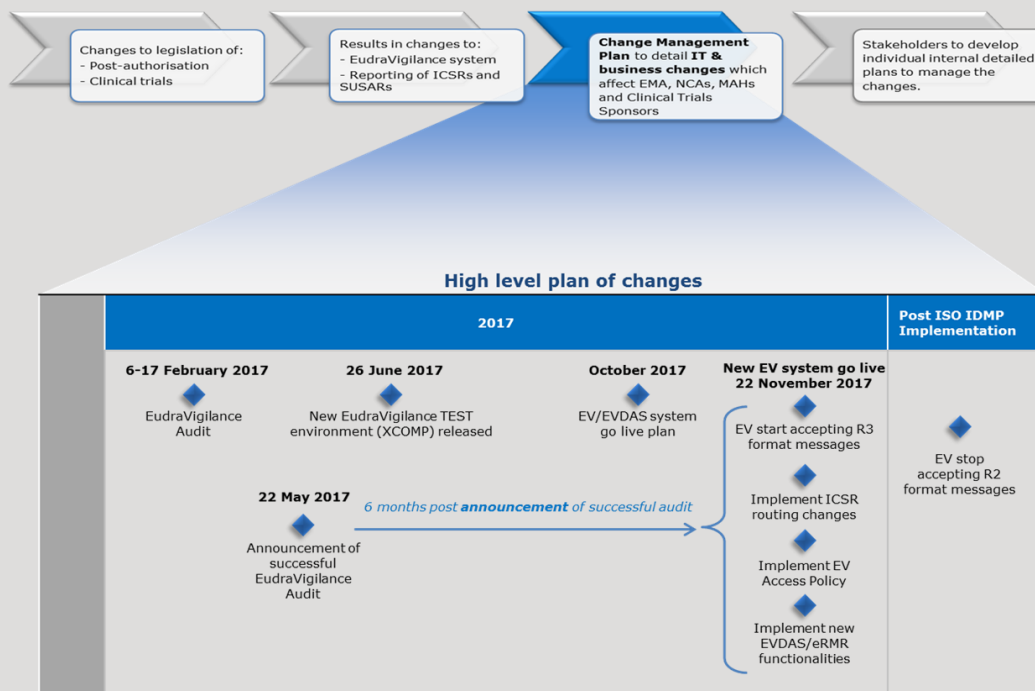 Changes to legislation of:
- Post-authorisation
- Clinical trials
Results in changes to:
- EudraVigilance system
- Reporting of ICSRs and
SUSARs
Change Management
Plan to detail IT &
business changes which
affect EMA, NCAs, MAHs
and Clinical Trials
Sponsors
Stakeholders to develop
individual internal detailed
plans to manage the
changes.
High level plan of changes
2017
Post ISO IDMP
Implementation
6-17 February 2017
EudraVigilance
Audit
26 June 2017
New EudraVigilance TEST
environment (XCOMP) released
October 2017
EV/EVDAS system
go live plan
New EV system go live
22 November 2017
EV start accepting R3
format messages
Implement ICSR
routing changes
Implement EV
Access Policy
Implement new
EVDAS/eRMR
functionalities
EV stop
accepting R2
format messages
22 May 2017
Announcement of
successful
EudraVigilance
Audit
6 months post announcement of successful audit